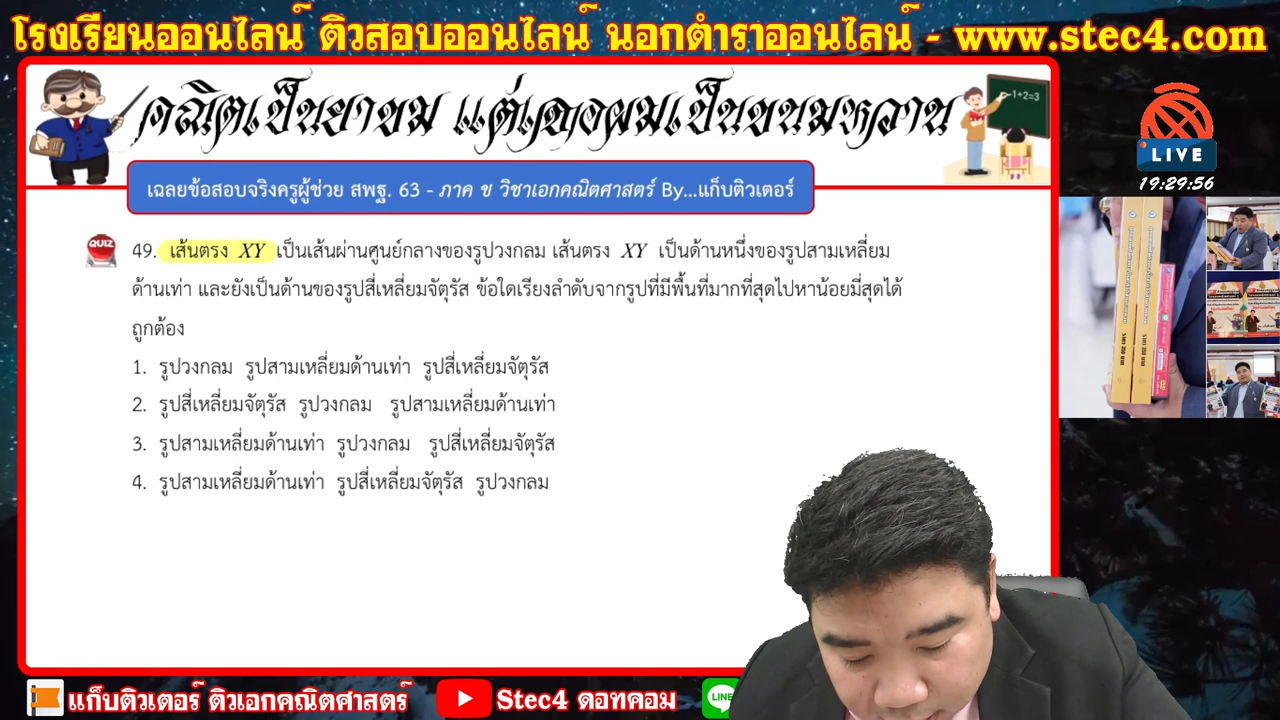 โรงเรียนออนไลน์ ติวสอบออนไลน์ นอกตำราออนไลน์ - www.stec4.com
คณิตเป็นยาขม แต่เธอผมเป็นขนมหวาน
-1+2=3
LIVE
19:29:56
เฉลยข้อสอบจริงครูผู้ช่วย สพฐ. 63 - ภาค ข วิชาเอกคณิตศาสตร์ By...แก็บติวเตอร์
QUIZ
49. เส้นตรง XY เป็นเส้นผ่านศูนย์กลางของรูปวงกลม เส้นตรง XY เป็นด้านหนึ่งของรูปสามเหลี่ยม
ด้านเท่า และยังเป็นด้านของรูปสี่เหลี่ยมจัตุรัส ข้อใดเรียงลำดับจากรูปที่มีพื้นที่มากที่สุดไปหาน้อยมี่สุดได้
ถูกต้อง
1. รูปวงกลม รูปสามเหลี่ยมด้านเท่า รูปสี่เหลี่ยมจัตุรัส
2. รูปสี่เหลี่ยมจัตุรัส รูปวงกลม รูปสามเหลี่ยมด้านเท่า
3. รูปสามเหลี่ยมด้านเท่า รูปวงกลม รูปสี่เหลี่ยมจัตุรัส
4. รูปสามเหลี่ยมด้านเท่า รูปสี่เหลี่ยมจัตุรัส รูปวงกลม
แก็บติวเตอร์ ติวเอกคณิตศาสตร์ Stec4 ดอทคอม LINE